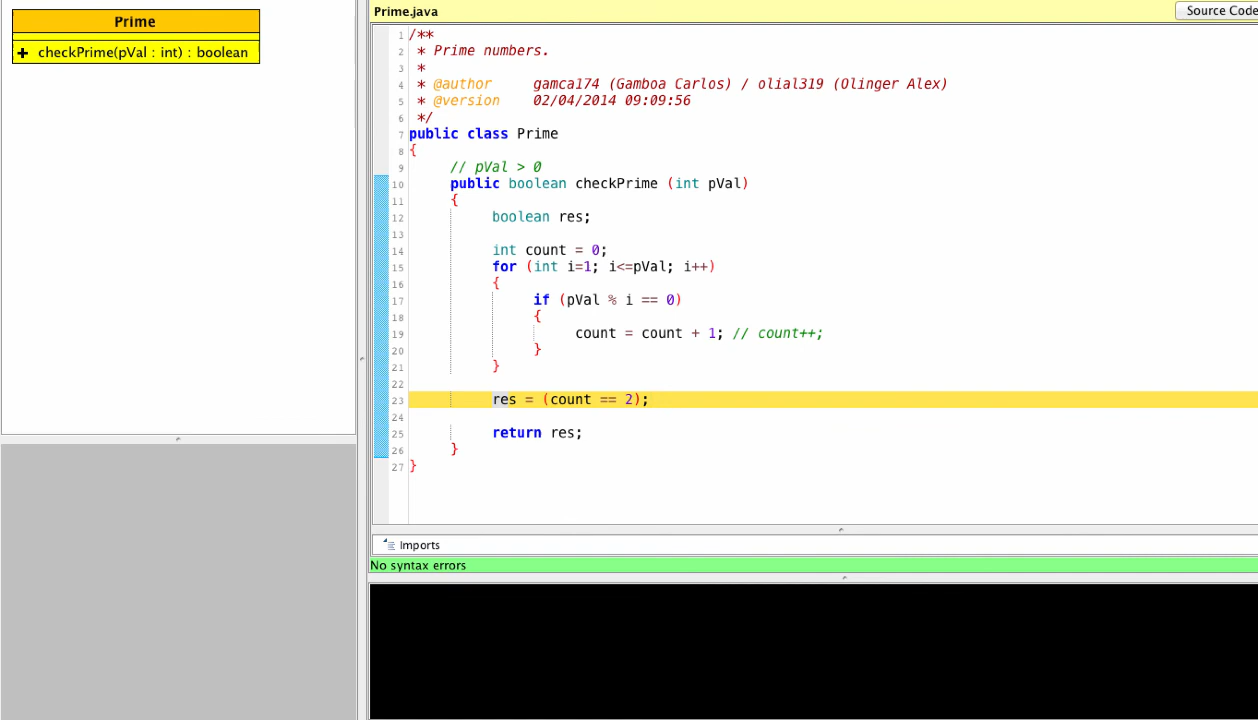 Prime
+ checkPrime(pVal : int) : boolean
Prime.java
Source Code
1 /**
2 * Prime numbers.
3 *
4 * @author gamca174 (Gamboa Carlos) / olial319 (Olinger Alex)
5 * @version 02/04/2014 09:09:56
6 */
7 public class Prime
8 {
9 // pVal > 0
10 public boolean checkPrime (int pVal)
11 {
12 boolean res;
13
14 int count = 0;
15 for (int i=1; i<=pVal; i++)
16 {
17 if (pVal % i == 0)
18 {
19 count = count + 1; // count++;
20 }
21 }
22
23 res = (count == 2);
24
25 return res;
26 }
27 }
Imports
No syntax errors